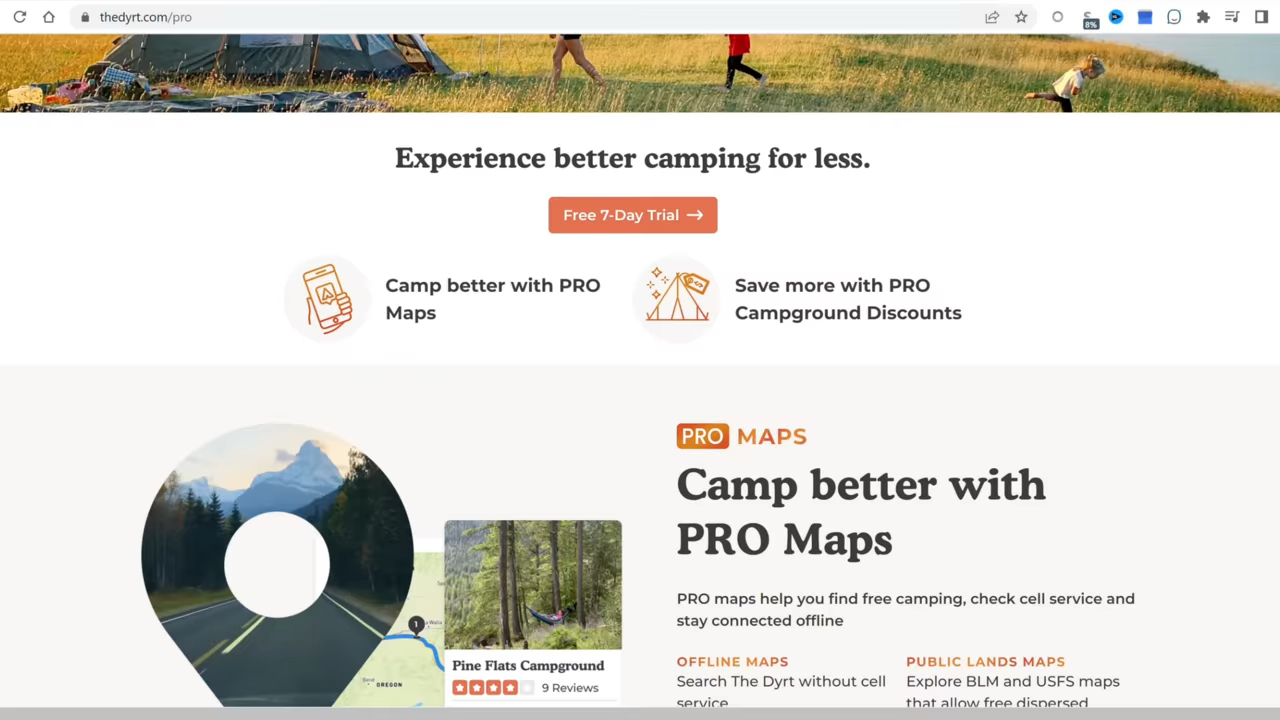 thedyrt.com/pro
8%
Experience better camping for less.
Free 7-Day Trial →
Camp better with PRO
Maps
Save more with PRO
Campground Discounts
PRO MAPS
Camp better with
PRO Maps
PRO maps help you find free camping, check cell service and
stay connected offline
OFFLINE MAPS
Search The Dyrt without cell
service
PUBLIC LANDS MAPS
Explore BLM and USFS maps
that allow free dispersed
1
OREGON
Pine Flats Campground
9 Reviews